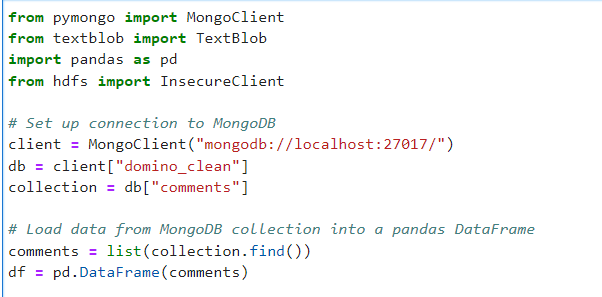 from pymongo import MongoClient
from textblob import TextBlob
import pandas as pd
from hdfs import InsecureClient
# Set up connection to MongoDB
client = MongoClient("mongodb://localhost:27017/")
db = client["domino_clean"]
collection = db["comments"]
# Load data from MongoDB collection into a pandas DataFrame
comments = list(collection.find())
df = pd.DataFrame(comments)